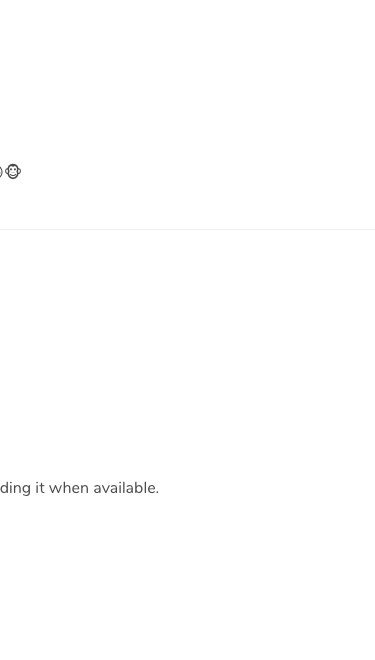 ) 🐵
ding it when available.